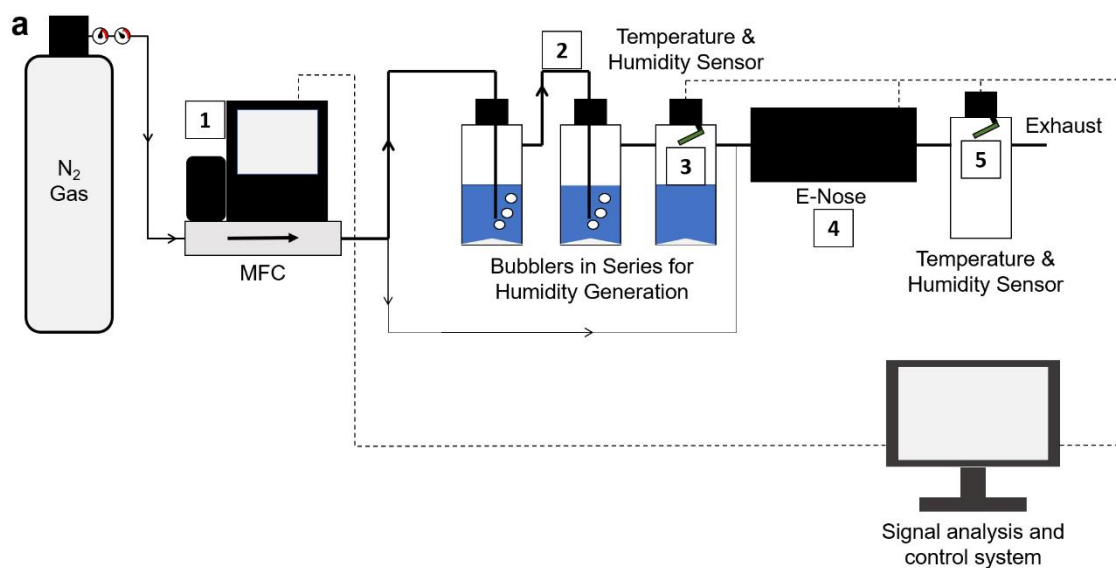 a
N2
Gas
1
MFC
2
Temperature &
Humidity Sensor
3
Bubblers in Series for
Humidity Generation
E-Nose
4
5
Exhaust
Temperature &
Humidity Sensor
Signal analysis and
control system